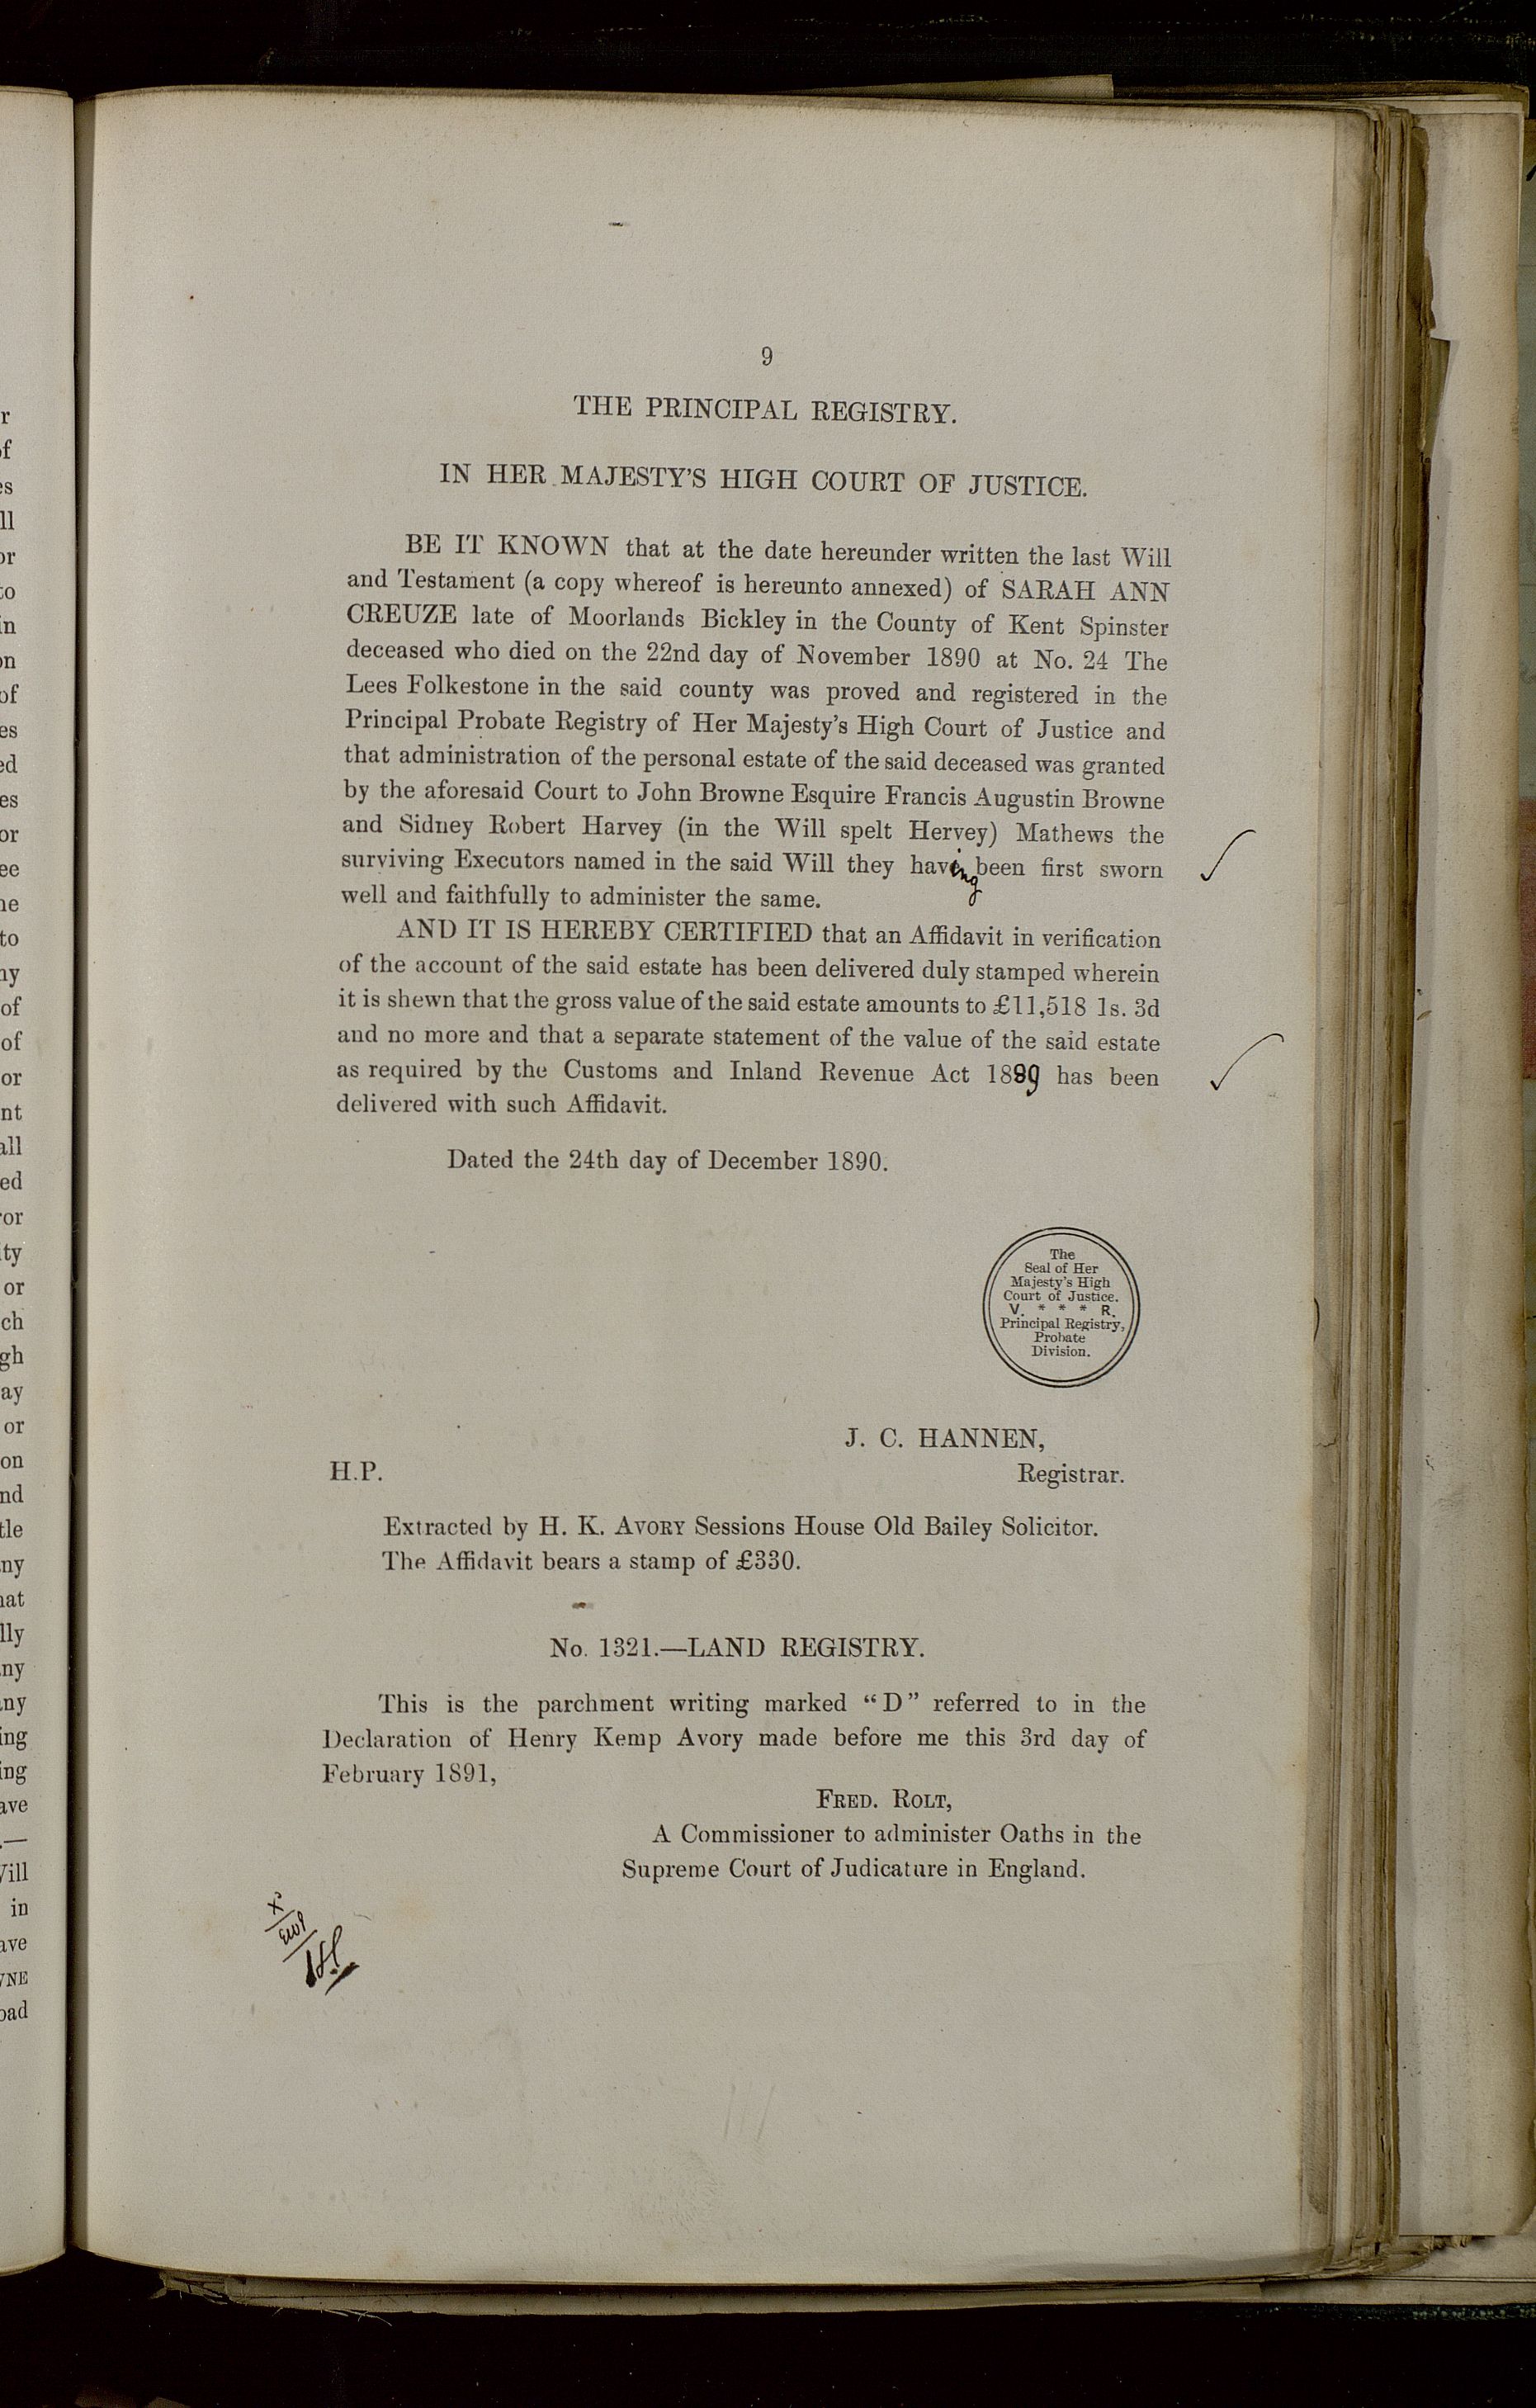 9
THE PRINCIPAL REGISTRY.
IN HER MAJESTY'S HIGH COURT OF JUSTICE.
BE IT KNOWN that at the date hereunder written the last Will
and Testament (a copy whereof is hereunto annexed) of SARAH ANN
CREUZE late of Moorlands Bickley in the County of Kent Spinster
deceased who died on the 22nd day of November 1890 at No. 24 The
Lees Folkestone in the said county was proved and registered in the
Principal Probate Registry of Her Majesty's High Court of Justice and
that administration of the personal estate of the said deceased was granted
by the aforesaid Court to John Browne Esquire Francis Augustin Browne
and Sidney Robert Harvey (in the Will spelt Hervey) Mathews the
surviving Executors named in the said Will they having been first sworn
well and faithfully to administer the same.
AND IT IS HEREBY CERTIFIED that an Affidavit in verification
of the account of the said estate has been delivered duly stamped wherein
it is shewn that the gross value of the said estate amounts to £11,518 1s. 3d
and no more and that a separate statement of the value of the said estate
as required by the Customs and Inland Revenue Act 1889 has been
delivered with such Affidavit.
Dated the 24th day of December 1890.
The
Seal of Her
Majesty's High
Court of Justice.
V. * * * R.
Principal Registry,
Probate
Division.
J. C. HANNEN,
H.P. Registrar.
Extracted by H. K. AVORY Sessions House Old Bailey Solicitor.
The Affidavit bears a stamp of £330.
No. 1321.—LAND REGISTRY.
This is the parchment writing marked "D" referred to in the
Declaration of Henry Kemp Avory made before me this 3rd day of
February 1891,
FRED. ROLT,
A Commissioner to administer Oaths in the
Supreme Court of Judicature in England.